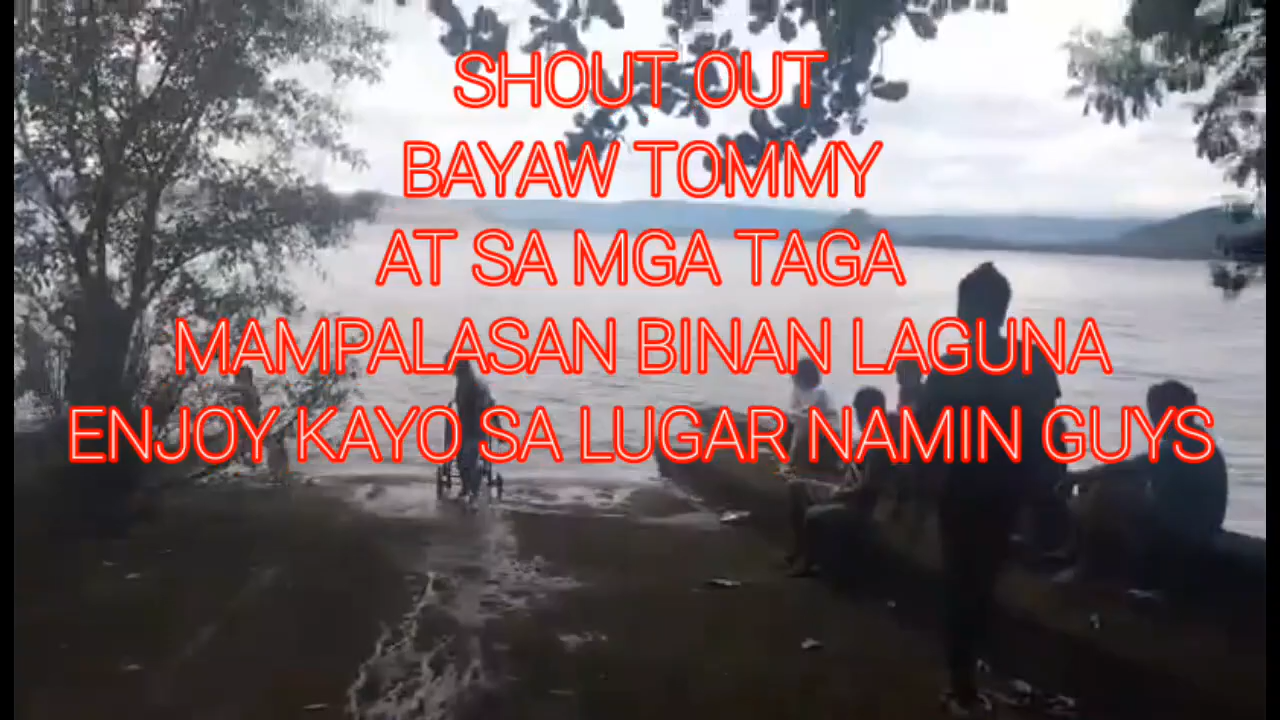 SHOUT OUT
BAYAW TOMMY
AT SA MGA TAGA
MAMPALASAN BINAN LAGUNA
ENJOY KAYO SA LUGAR NAMIN GUYS